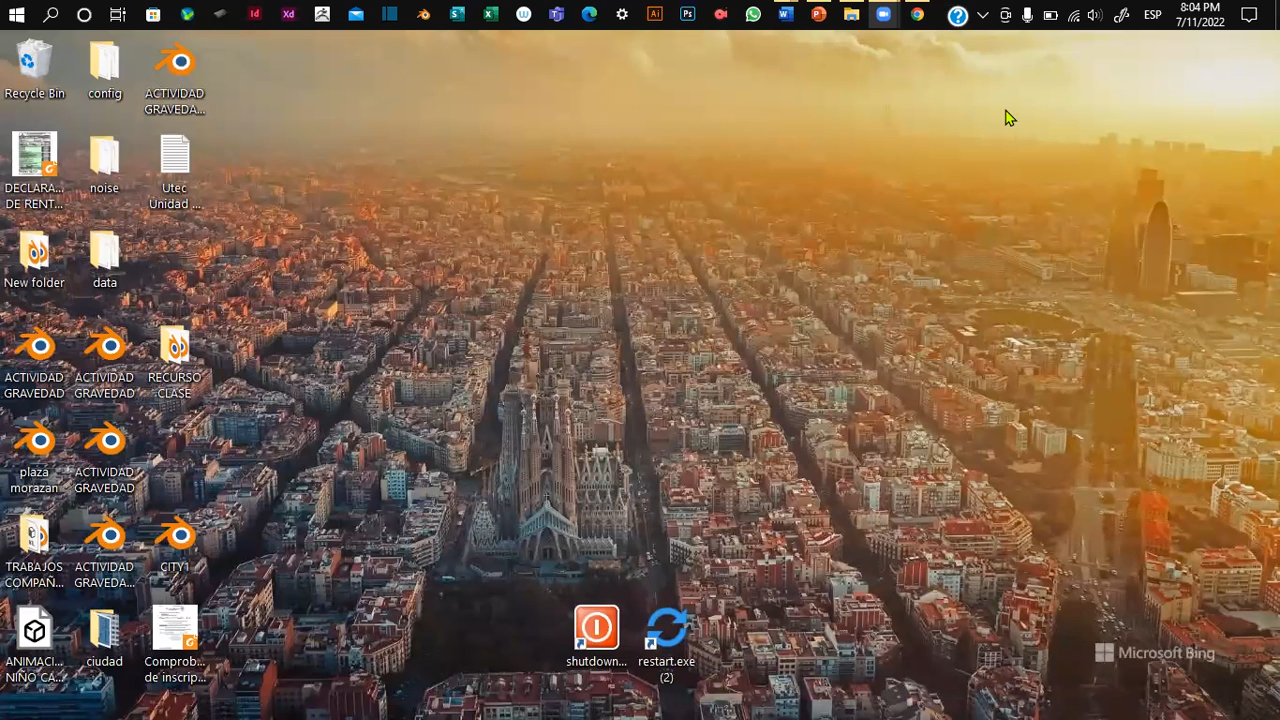 ESP
8:04 PM
7/11/2022
Recycle Bin
config
ACTIVIDAD
GRAVEDA...
DECLARA...
DE RENT...
noise
Utec
Unidad ...
New folder
data
ACTIVIDAD
GRAVEDAD
ACTIVIDAD
GRAVEDAD
RECURSO
CLASE
plaza
morazan
ACTIVIDAD
GRAVEDAD
TRABAJOS
COMPAÑ...
ACTIVIDAD
GRAVEDA...
CITY1
ANIMACI...
NIÑO CA...
ciudad
Comprob...
de inscrip...
shutdown...
restart.exe
(2)
Microsoft Bing